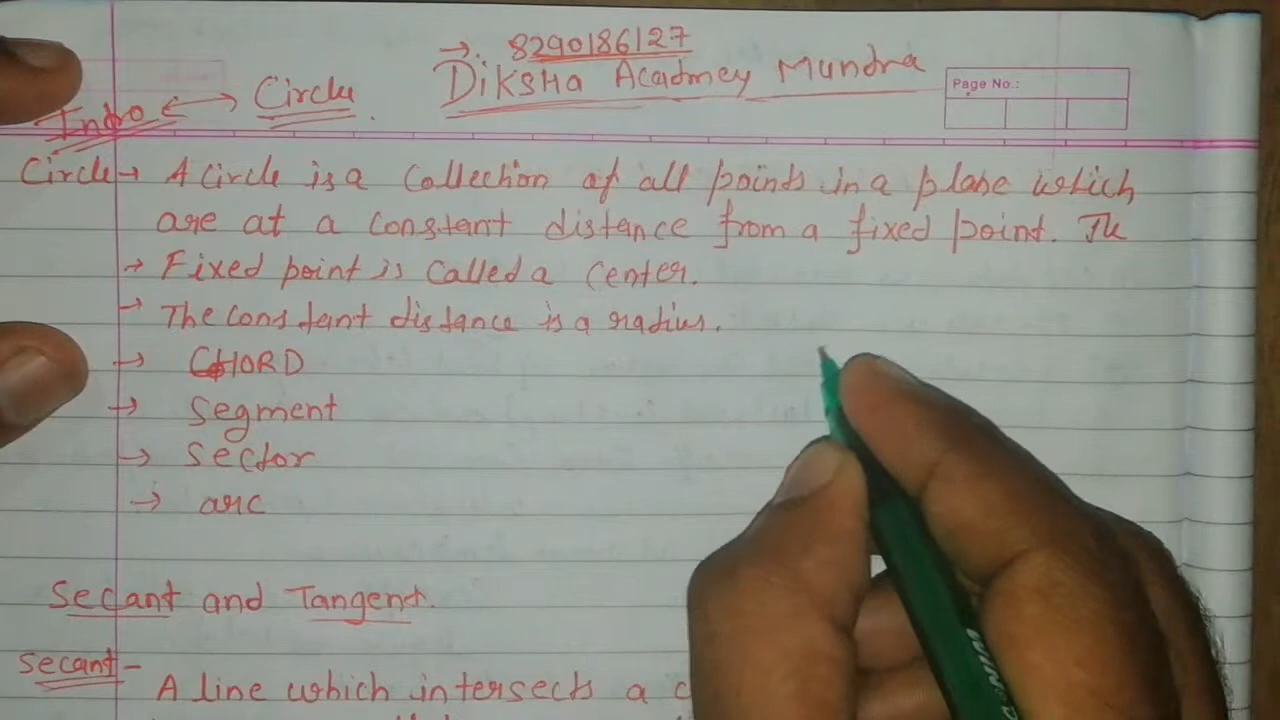 →. 8290186127
Diksha Acadmey Mundra
Page No.:
Intro ↔ Circle.
Circle → A Circle is a Collection of all points in a plane which
are at a constant distance from a fixed point. The
→ Fixed point is called a center.
→ The constant distance is a radius.
→ CHORD
→ Segment
→ Sector
→ arc
Secant and Tangent.
Secant - A line which intersects a